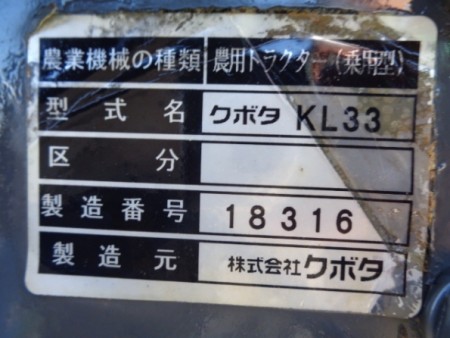 農業機械の種類 農用トラクター(乗用型)
型式名 クボタ KL33
区分
製造番号 18316
製造元 株式会社クボタ